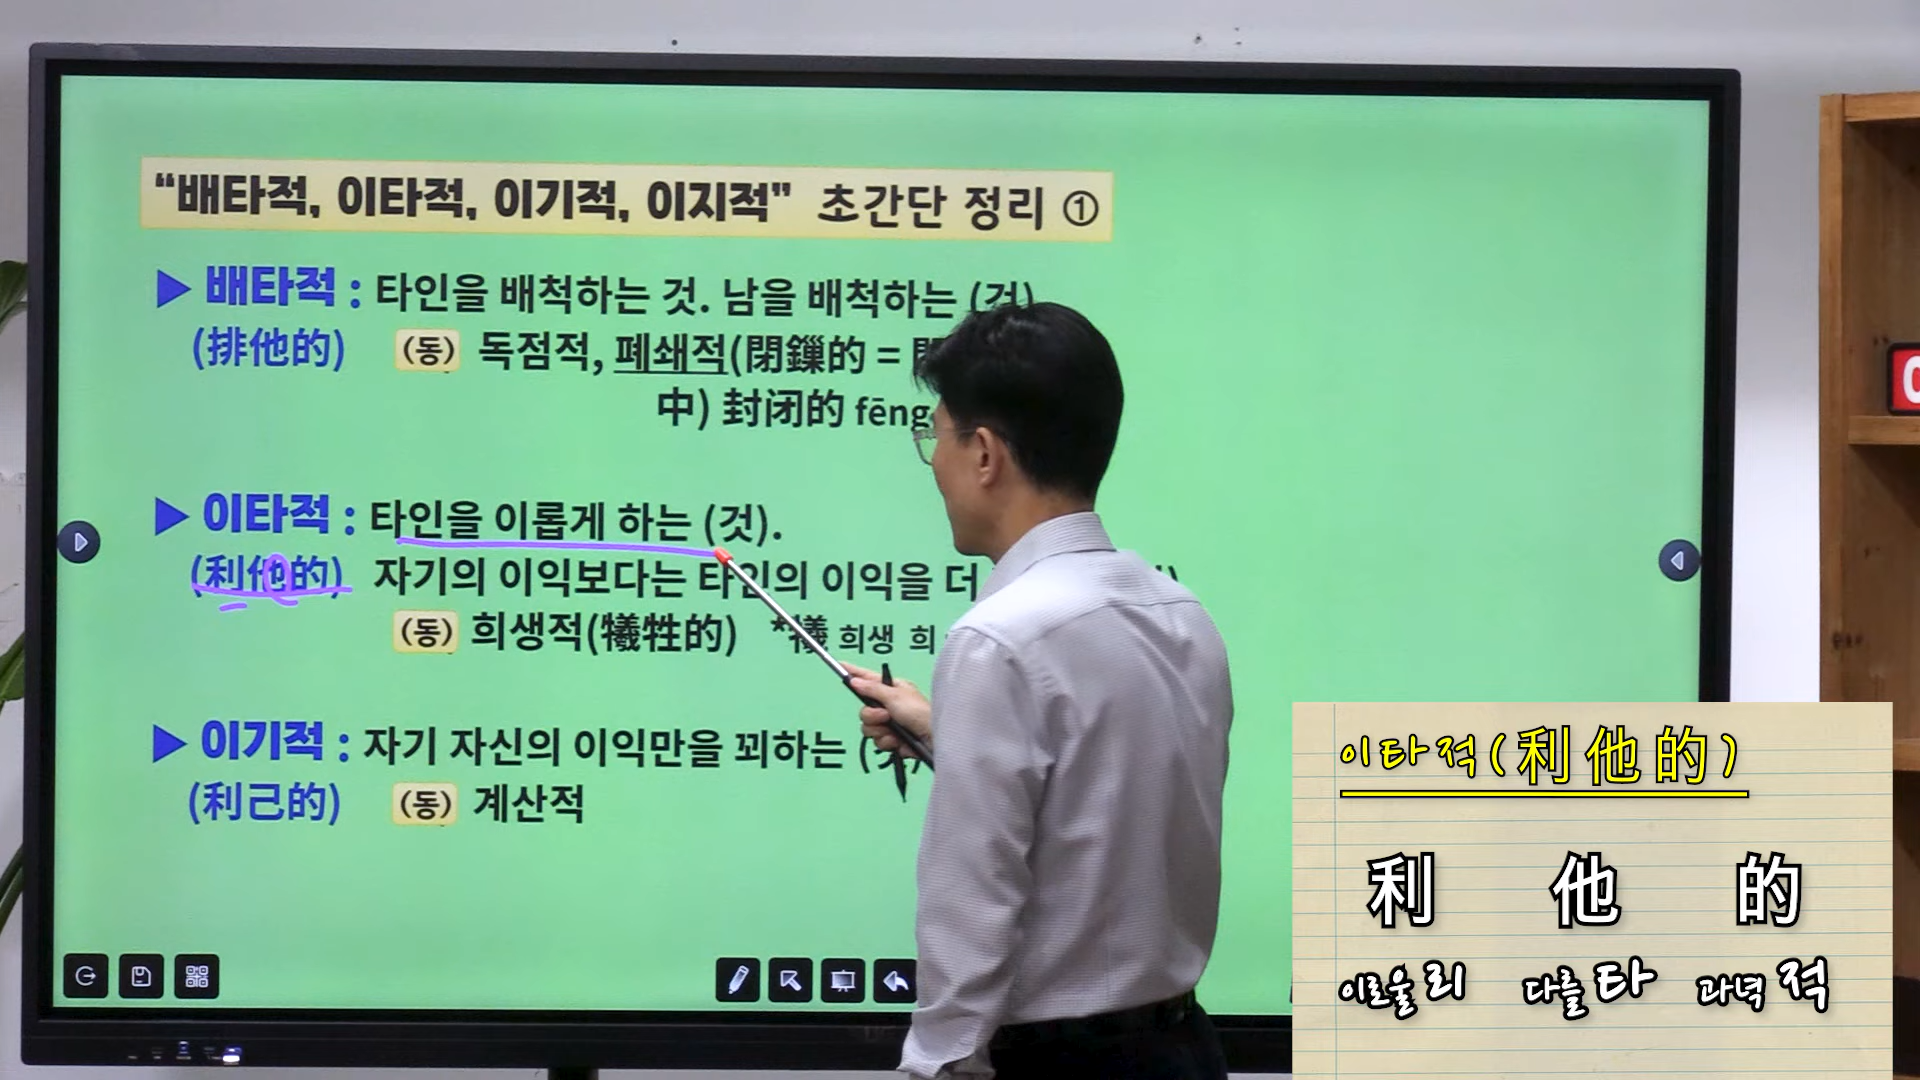 “배타적, 이타적, 이기적, 이지적” 초간단 정리 ①
▶ 배타적 : 타인을 배척하는 것. 남을 배척하는 (것)
(排他的) (동) 독점적, 폐쇄적(閉鏁的 =
中) 封闭的 fēng
▶ 이타적 : 타인을 이롭게 하는 (것).
(利他的) 자기의 이익보다는 타인의 이익을 더
(동) 희생적(犧牲的) *犧 희생 희
▶ 이기적 : 자기 자신의 이익만을 꾀하는 (것)
(利己的) (동) 계산적
이타적(利他的)
利 他 的
이로울 리 다를 타 과녁 적